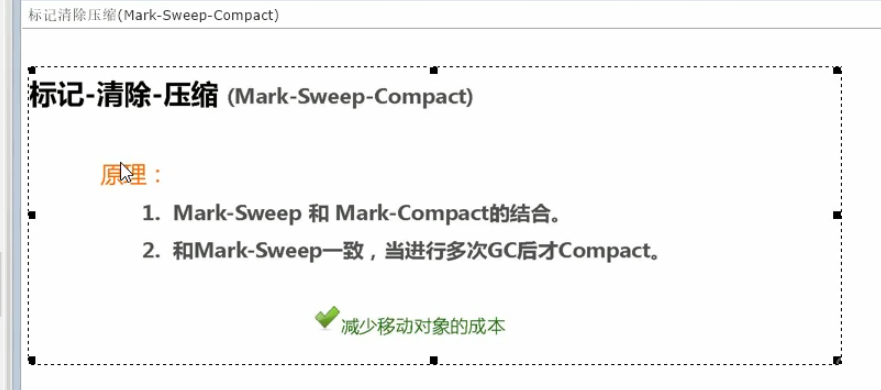 标记清除压缩(Mark-Sweep-Compact)
标记-清除-压缩 (Mark-Sweep-Compact)
原理：
1. Mark-Sweep 和 Mark-Compact的结合。
2. 和Mark-Sweep一致，当进行多次GC后才Compact。
减少移动对象的成本